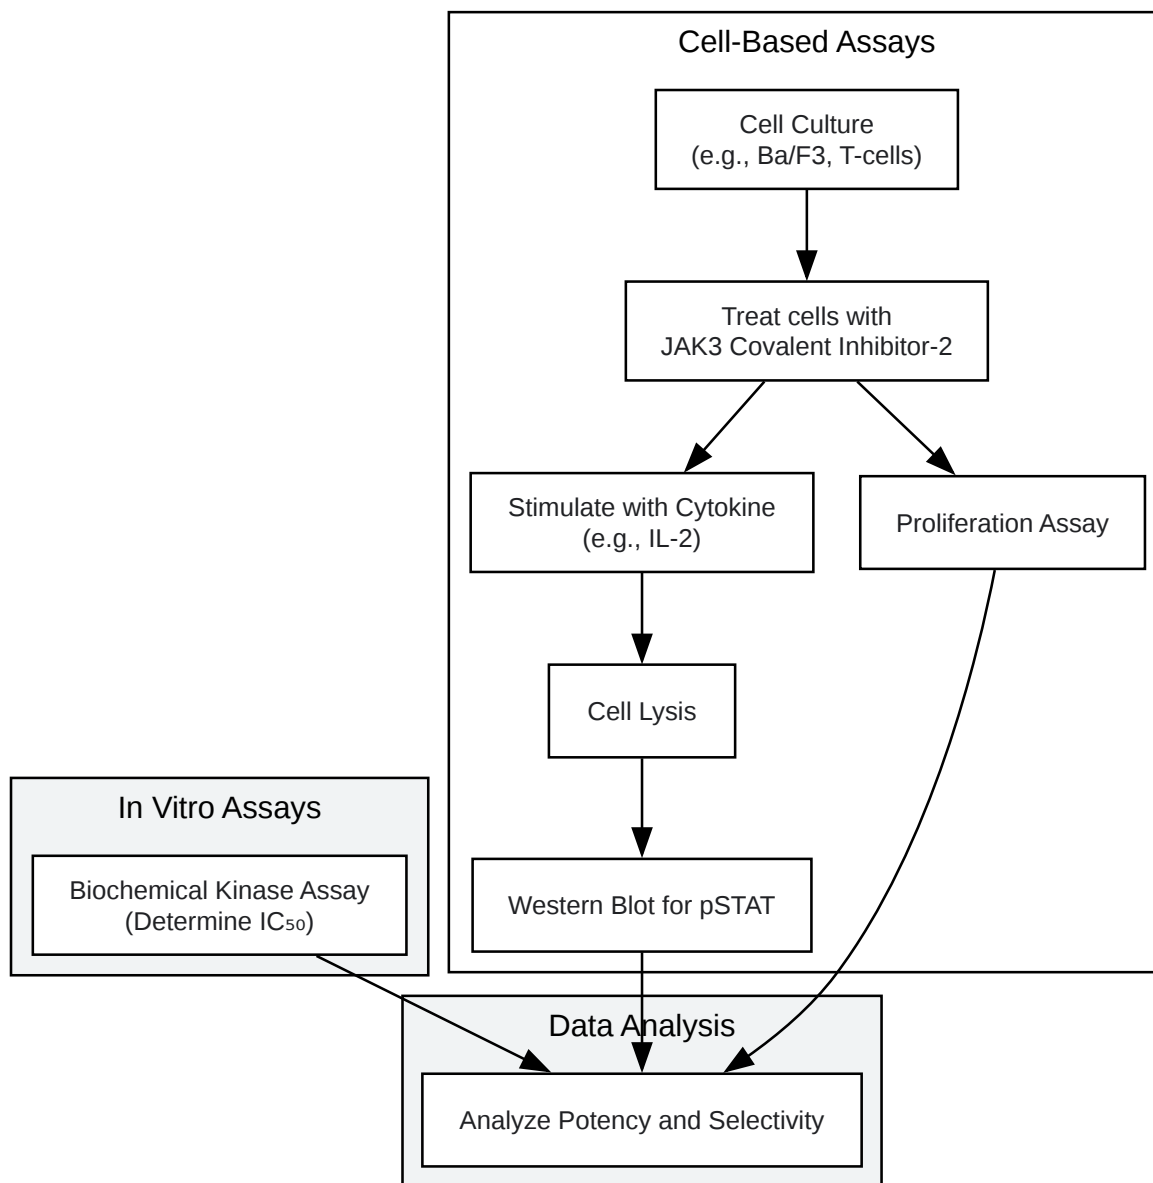 Cell-Based Assays
Cell Culture
(e.g., Ba/F3, T-cells)
Treat cells with
JAK3 Covalent Inhibitor-2
Stimulate with Cytokine
(e.g., IL-2)
Proliferation Assay
Cell Lysis
In Vitro Assays
Biochemical Kinase Assay
(Determine IC₅₀)
Western Blot for pSTAT
Data Analysis
Analyze Potency and Selectivity